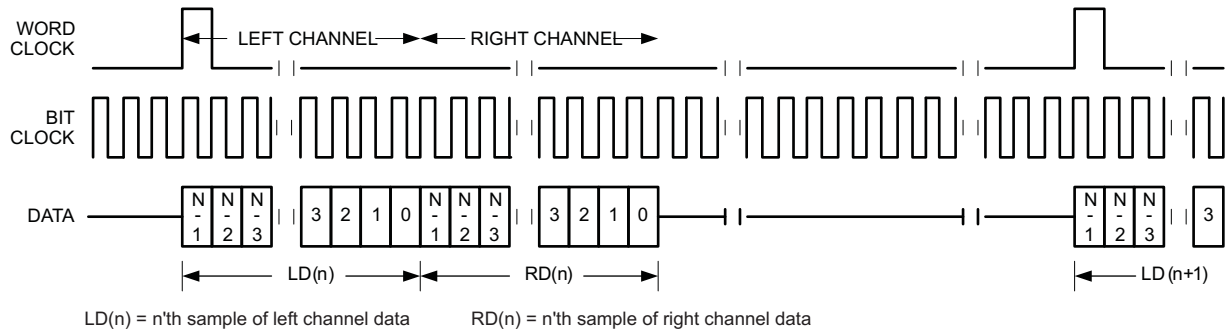 WORD CLOCK
LEFT CHANNEL
RIGHT CHANNEL
BIT CLOCK
DATA
N-1 N-2 N-3 3 2 1 0 N-1 N-2 N-3 3 2 1 0 N-1 N-2 N-3 3
LD(n) RD(n) LD (n+1)
LD(n) = n'th sample of left channel data RD(n) = n'th sample of right channel data